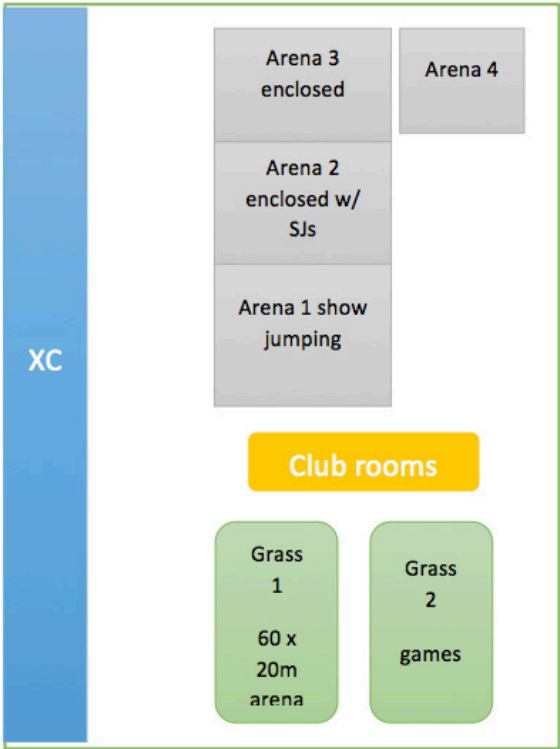 Arena 3
enclosed
Arena 4
Arena 2
enclosed w/
SJs
Arena 1 show
jumping
XC
Club rooms
Grass
1
60 x
20m
arena
Grass
2
games